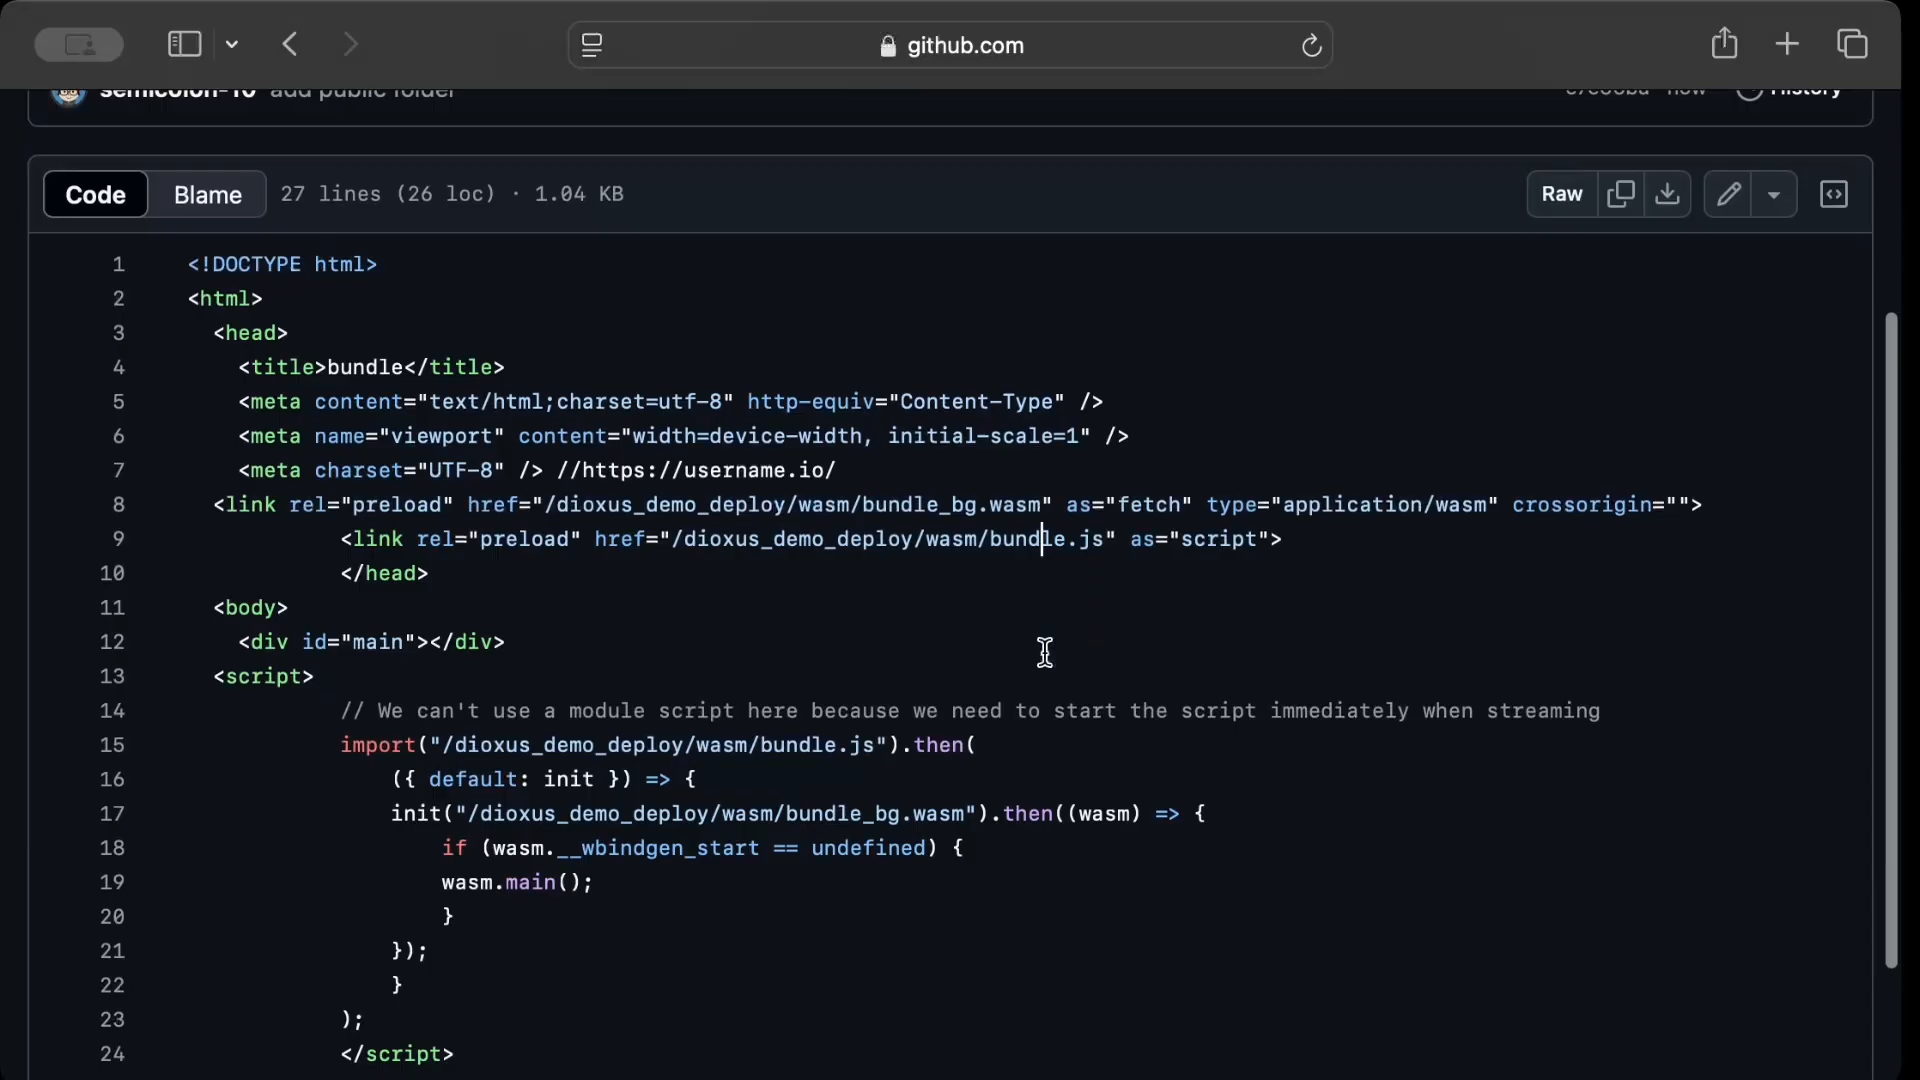 github.com
semicolon-10 add public folder
History
Code Blame 27 lines (26 loc) · 1.04 KB Raw
1 <!DOCTYPE html>
2 <html>
3 <head>
4 <title>bundle</title>
5 <meta content="text/html;charset=utf-8" http-equiv="Content-Type" />
6 <meta name="viewport" content="width=device-width, initial-scale=1" />
7 <meta charset="UTF-8" /> //https://username.io/
8 <link rel="preload" href="/dioxus_demo_deploy/wasm/bundle_bg.wasm" as="fetch" type="application/wasm" crossorigin="">
9 <link rel="preload" href="/dioxus_demo_deploy/wasm/bundle.js" as="script">
10 </head>
11 <body>
12 <div id="main"></div>
13 <script>
14 // We can't use a module script here because we need to start the script immediately when streaming
15 import("/dioxus_demo_deploy/wasm/bundle.js").then(
16 ({ default: init }) => {
17 init("/dioxus_demo_deploy/wasm/bundle_bg.wasm").then((wasm) => {
18 if (wasm.__wbindgen_start == undefined) {
19 wasm.main();
20 }
21 });
22 }
23 );
24 </script>